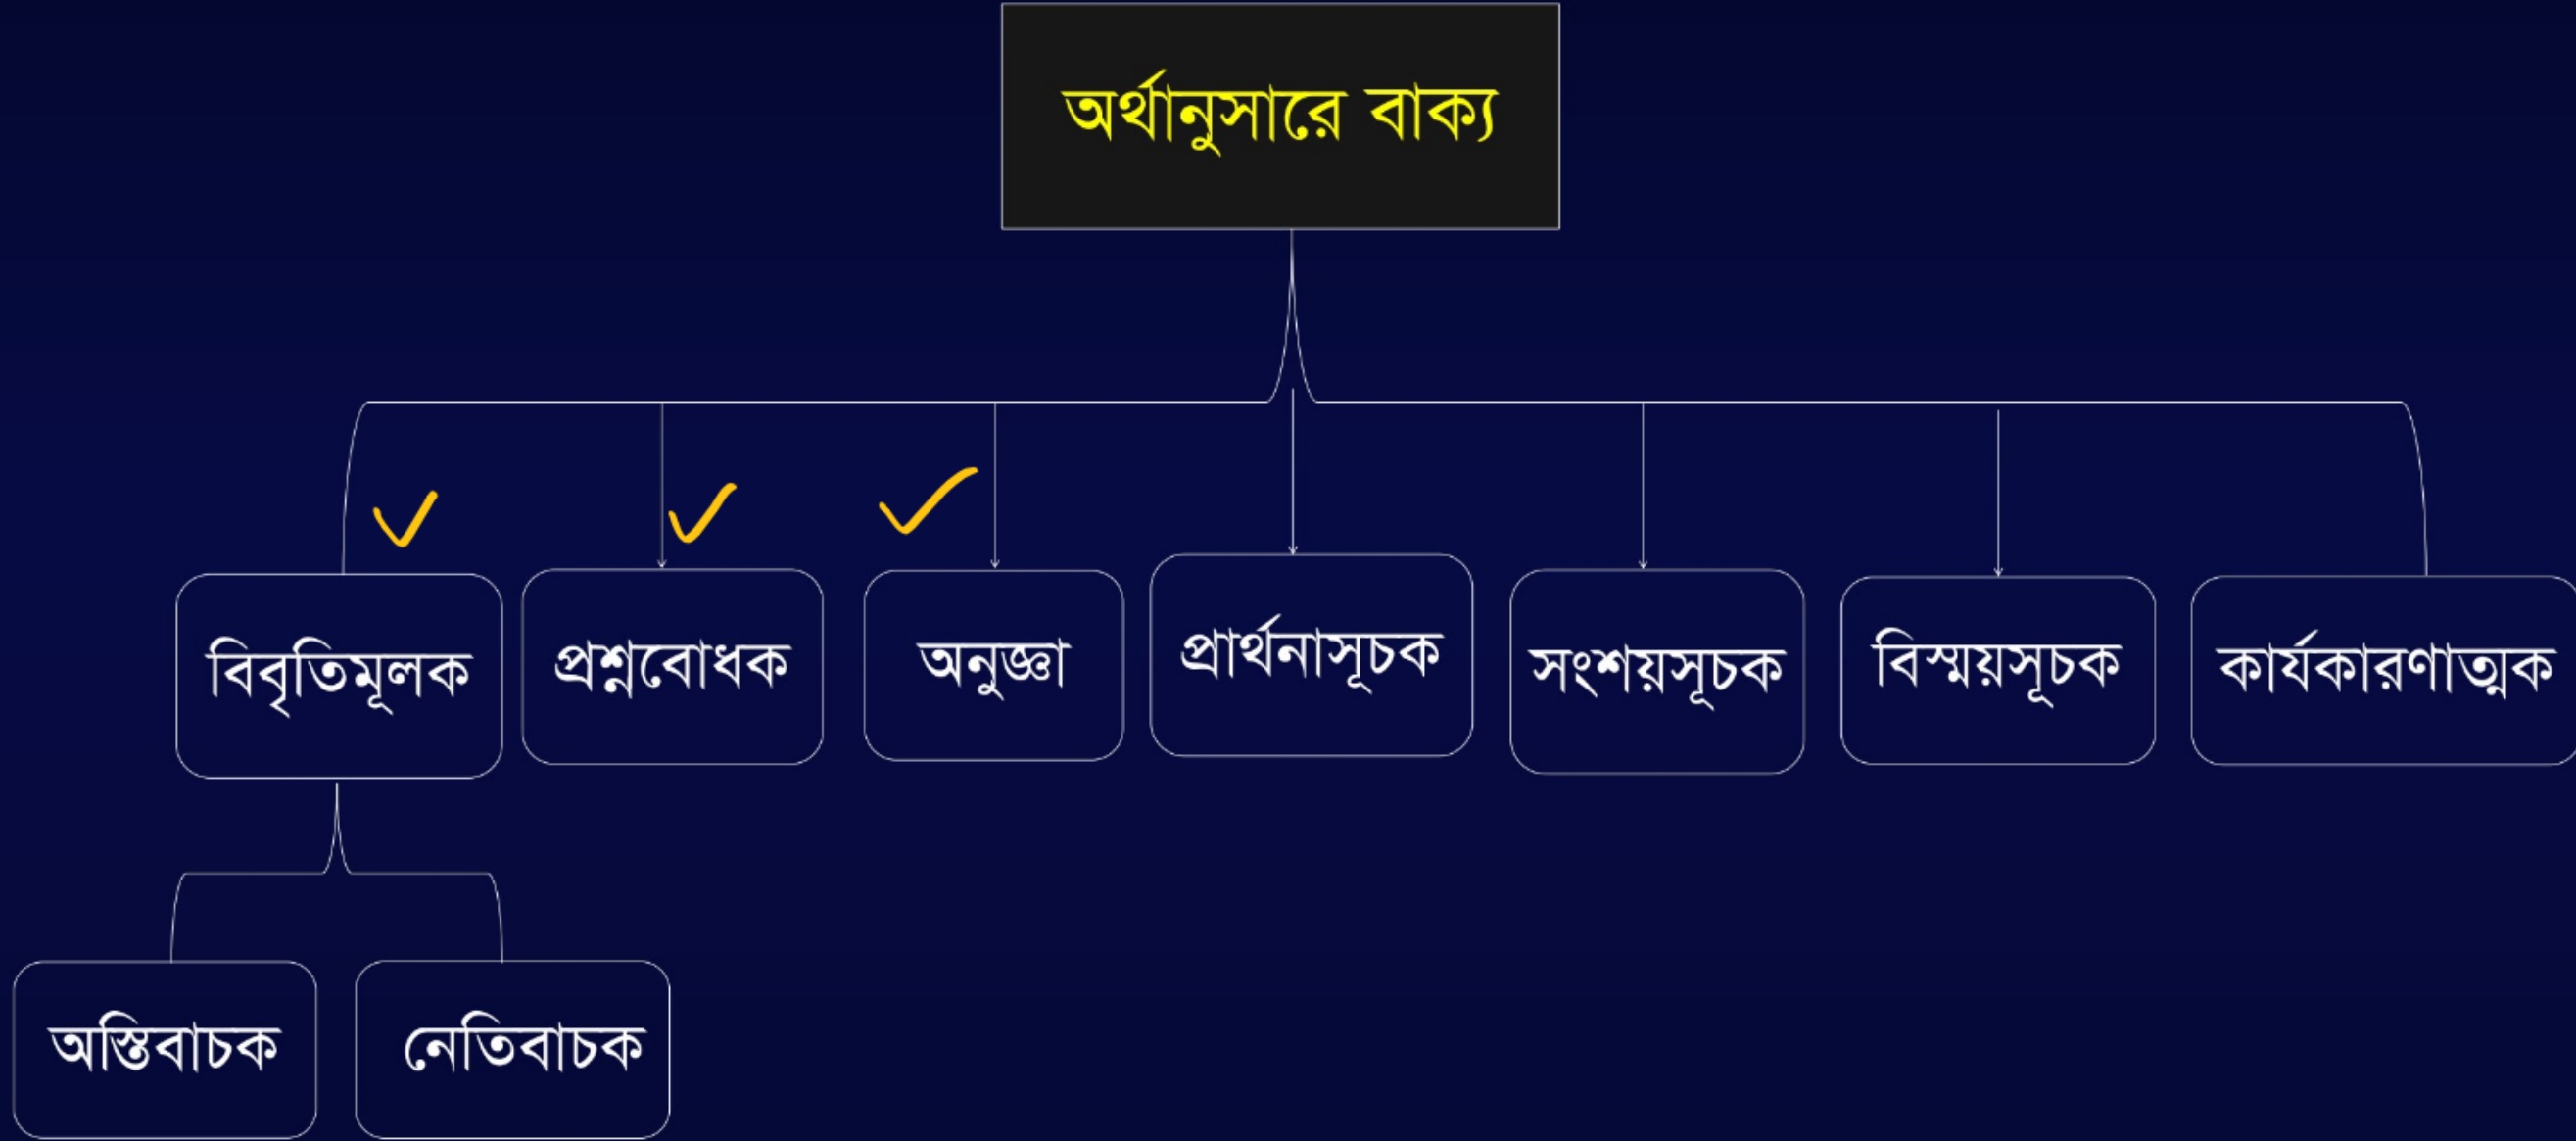 অর্থানুসারে বাক্য
বিবৃতিমূলক
প্রশ্নবোধক
অনুজ্ঞা
প্রার্থনাসূচক
সংশয়সূচক
বিস্ময়সূচক
কার্যকারণাত্মক
অস্তিবাচক
নেতিবাচক